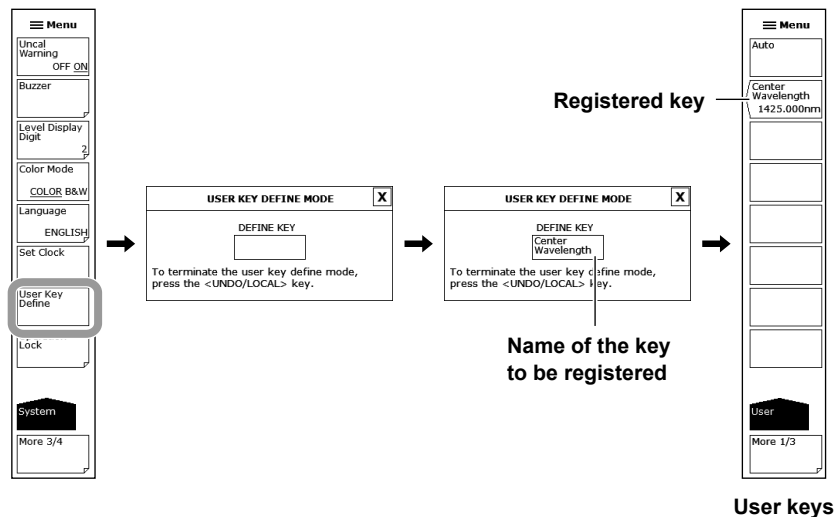 Menu
Uncal
Warning
OFF ON
Buzzer
Level Display
Digit
2
Color Mode
COLOR B&W
Language
ENGLISH
Set Clock
User Key
Define
Lock
System
More 3/4
USER KEY DEFINE MODE
X
DEFINE KEY
To terminate the user key define mode,
press the <UNDO/LOCAL> key.
USER KEY DEFINE MODE
X
DEFINE KEY
Center
Wavelength
To terminate the user key define mode,
press the <UNDO/LOCAL> key.
Name of the key
to be registered
Registered key
Menu
Auto
Center
Wavelength
1425.000nm
User
More 1/3
User keys